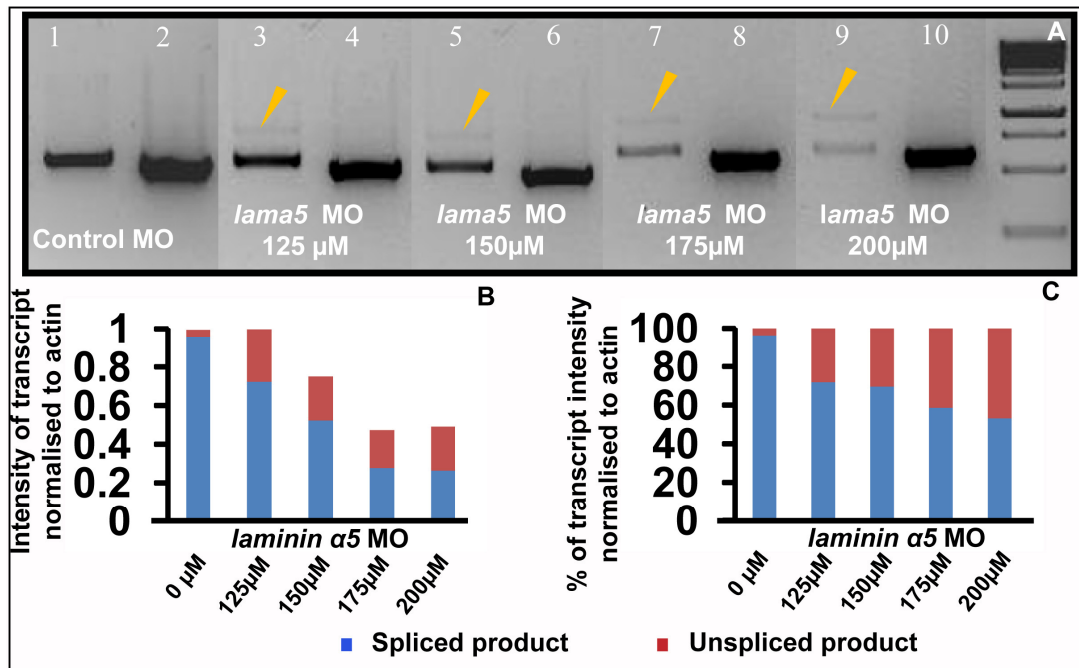 1 2 3 4 5 6 7 8 9 10 A
Control MO
lama5 MO
125 µM
lama5 MO
150µM
lama5 MO
175µM
lama5 MO
200µM
B
Intensity of transcript
normalised to actin
1
0.8
0.6
0.4
0.2
0
laminin α5 MO
0 µM 125µM 150µM 175µM 200µM
C
% of transcript intensity
normalised to actin
100
80
60
40
20
0
laminin α5 MO
0 µM 125µM 150µM 175µM 200µM
Spliced product Unspliced product